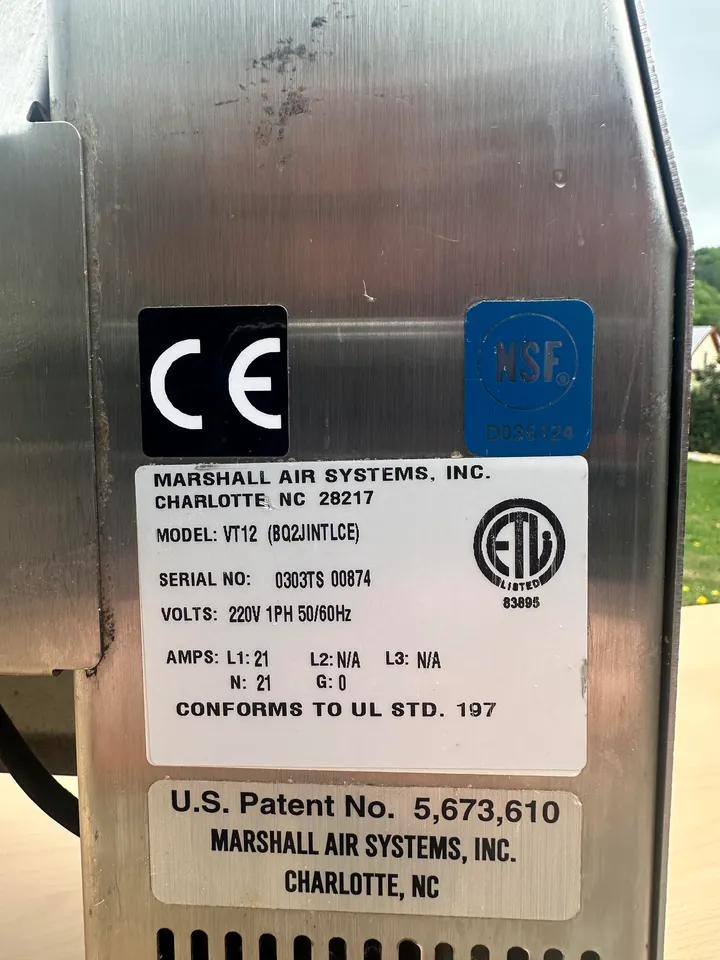 CE
NSF®
D036124
MARSHALL AIR SYSTEMS, INC.
CHARLOTTE, NC 28217
MODEL: VT12 (BQ2JINTLCE)
ETL
LISTED
83895
SERIAL NO: 0303TS 00874
VOLTS: 220V 1PH 50/60Hz
AMPS: L1: 21 L2: N/A L3: N/A
N: 21 G: 0
CONFORMS TO UL STD. 197
U.S. Patent No. 5,673,610
MARSHALL AIR SYSTEMS, INC.
CHARLOTTE, NC